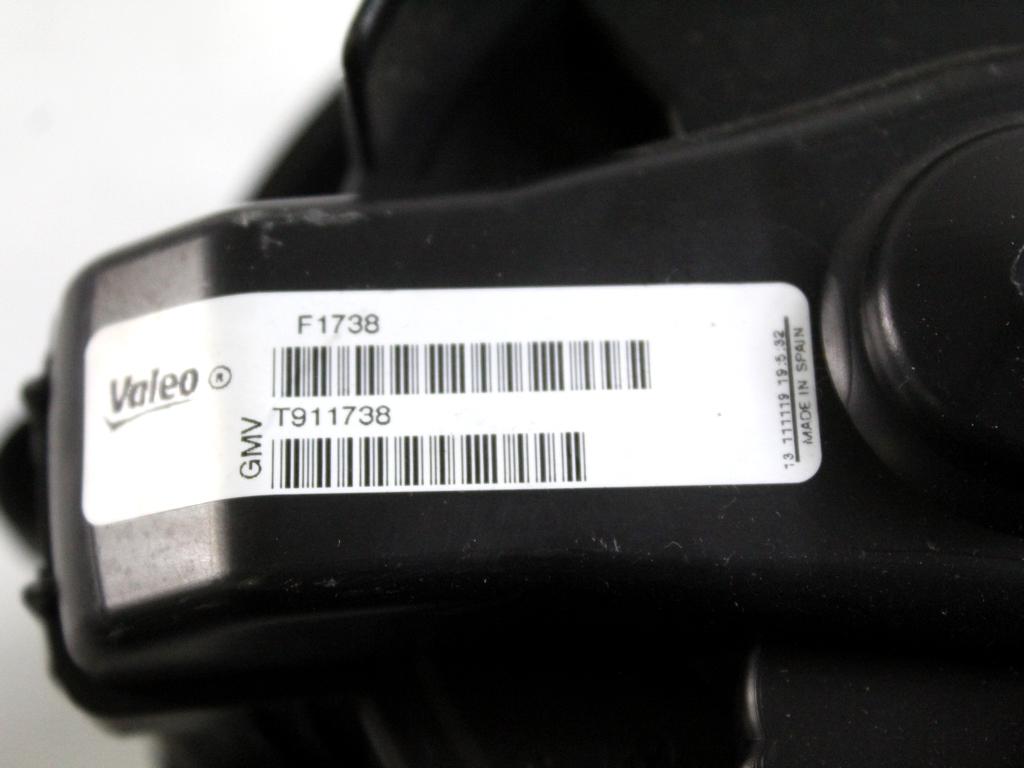 F1738
Valeo ®
T911738
GMV
13 111119 19:5:32
MADE IN SPAIN